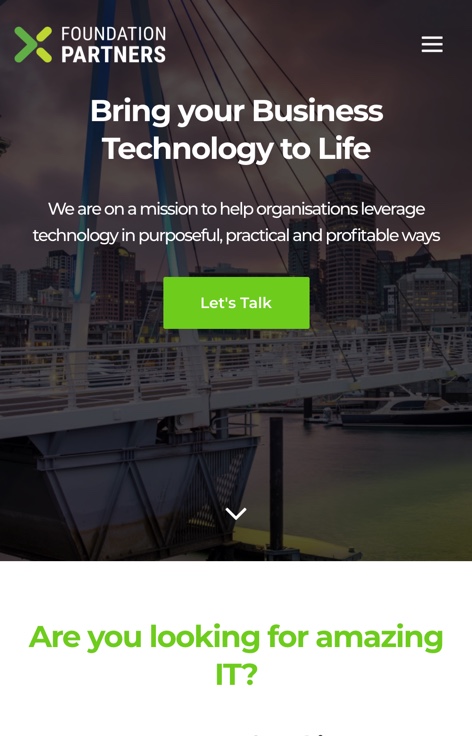 FOUNDATION
PARTNERS
Bring your Business
Technology to Life
We are on a mission to help organisations leverage
technology in purposeful, practical and profitable ways
Let's Talk
Are you looking for amazing
IT?